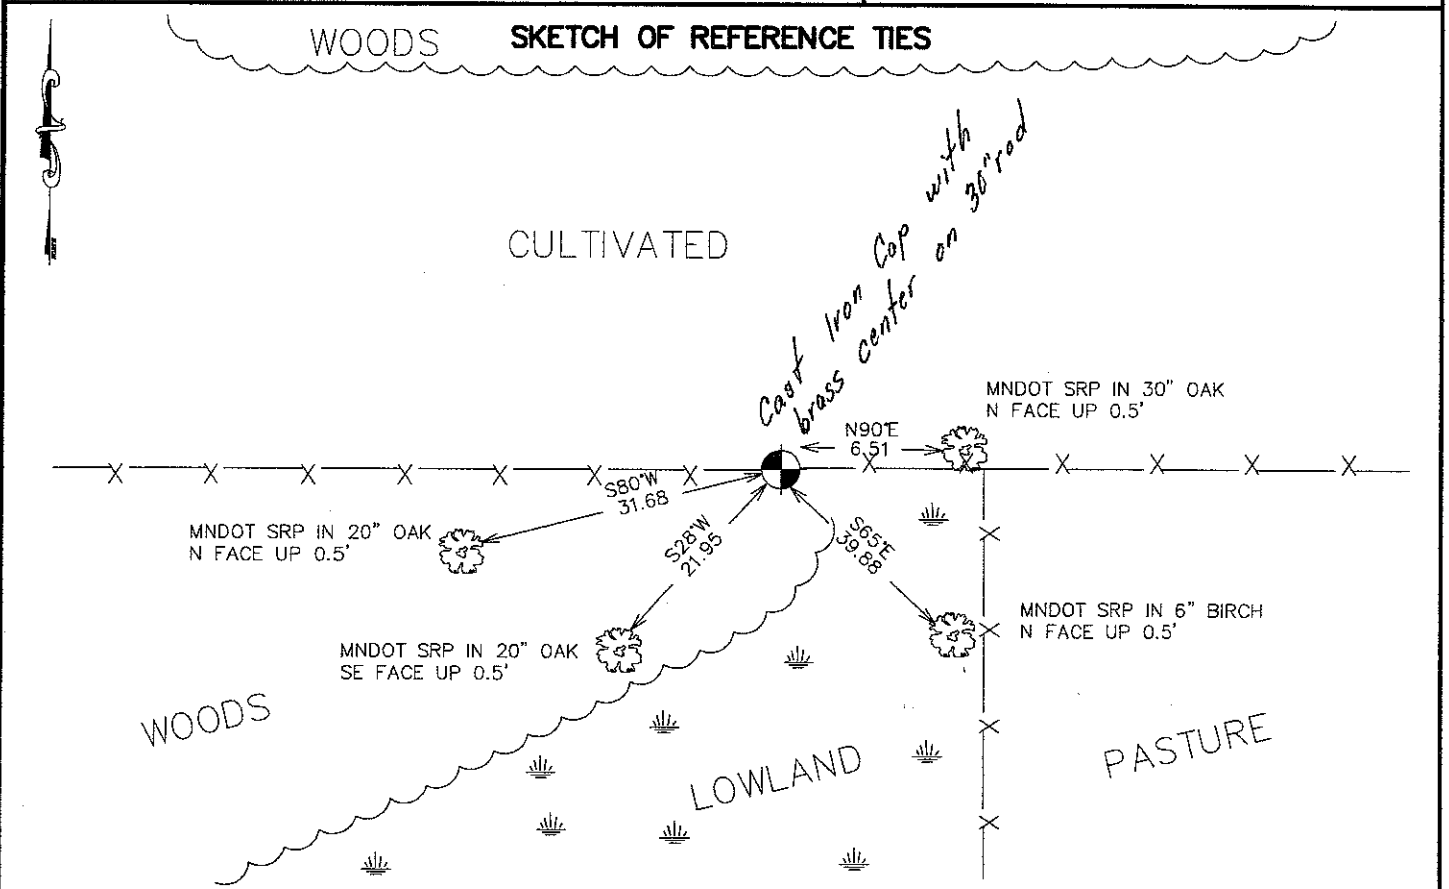 WOODS
SKETCH OF REFERENCE TIES
CULTIVATED
Cast Iron Cap with
brass center on 30" rod
MNDOT SRP IN 30" OAK
N FACE UP 0.5'
N90°E
6.51
S80°W
31.68
MNDOT SRP IN 20" OAK
N FACE UP 0.5'
S28°W
21.95
S65°E
39.88
MNDOT SRP IN 6" BIRCH
N FACE UP 0.5'
MNDOT SRP IN 20" OAK
SE FACE UP 0.5'
WOODS
LOWLAND
PASTURE